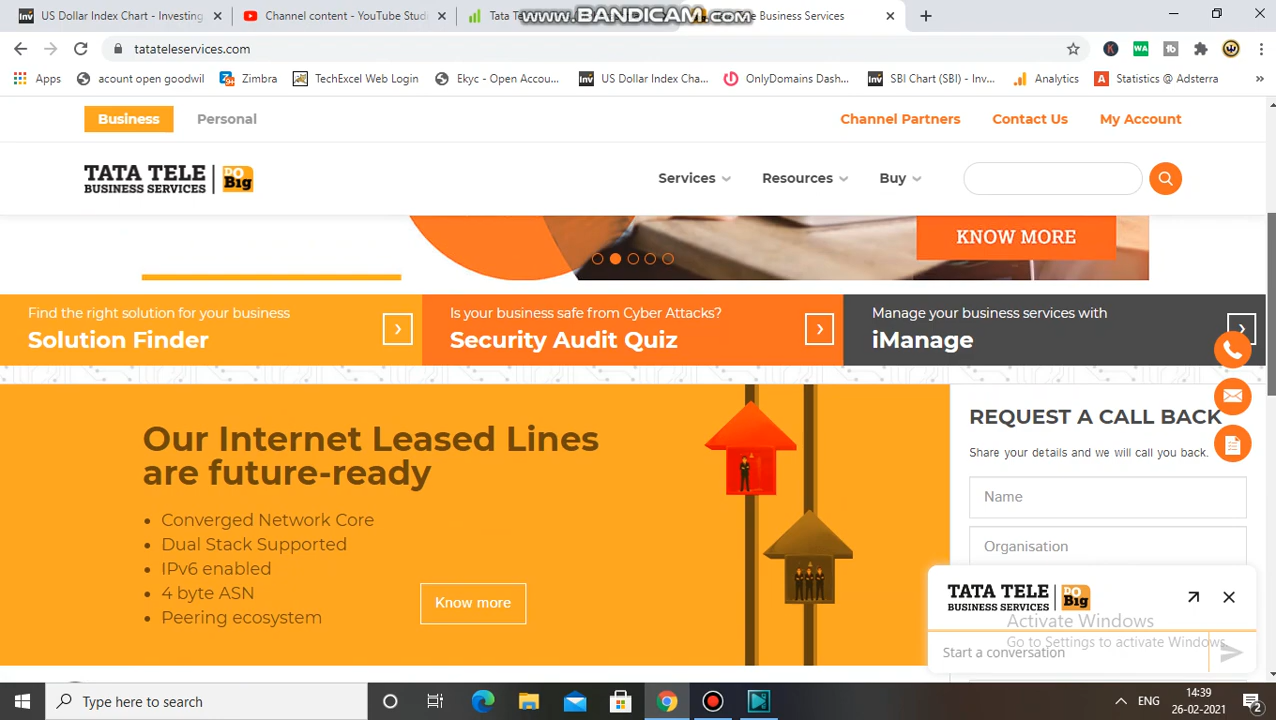 US Dollar Index Chart - Investing
Channel content - YouTube Studi
Tata Te
www.BANDICAM.com
e Business Services
tatateleservices.com
Apps
acount open goodwil
Zimbra
TechExcel Web Login
Ekyc - Open Accou...
US Dollar Index Cha...
OnlyDomains Dash...
SBI Chart (SBI) - Inv...
Analytics
Statistics @ Adsterra
Business
Personal
Channel Partners
Contact Us
My Account
TATA TELE
BUSINESS SERVICES
DO
Big
Services
Resources
Buy
KNOW MORE
Find the right solution for your business
Solution Finder
Is your business safe from Cyber Attacks?
Security Audit Quiz
Manage your business services with
iManage
Our Internet Leased Lines
are future-ready
• Converged Network Core
• Dual Stack Supported
• IPv6 enabled
• 4 byte ASN
• Peering ecosystem
Know more
REQUEST A CALL BACK
Share your details and we will call you back.
Name
Organisation
TATA TELE
BUSINESS SERVICES
DO
Big
Activate Windows
Go to Settings to activate Windows.
Start a conversation
Type here to search
ENG
14:39
26-02-2021
2